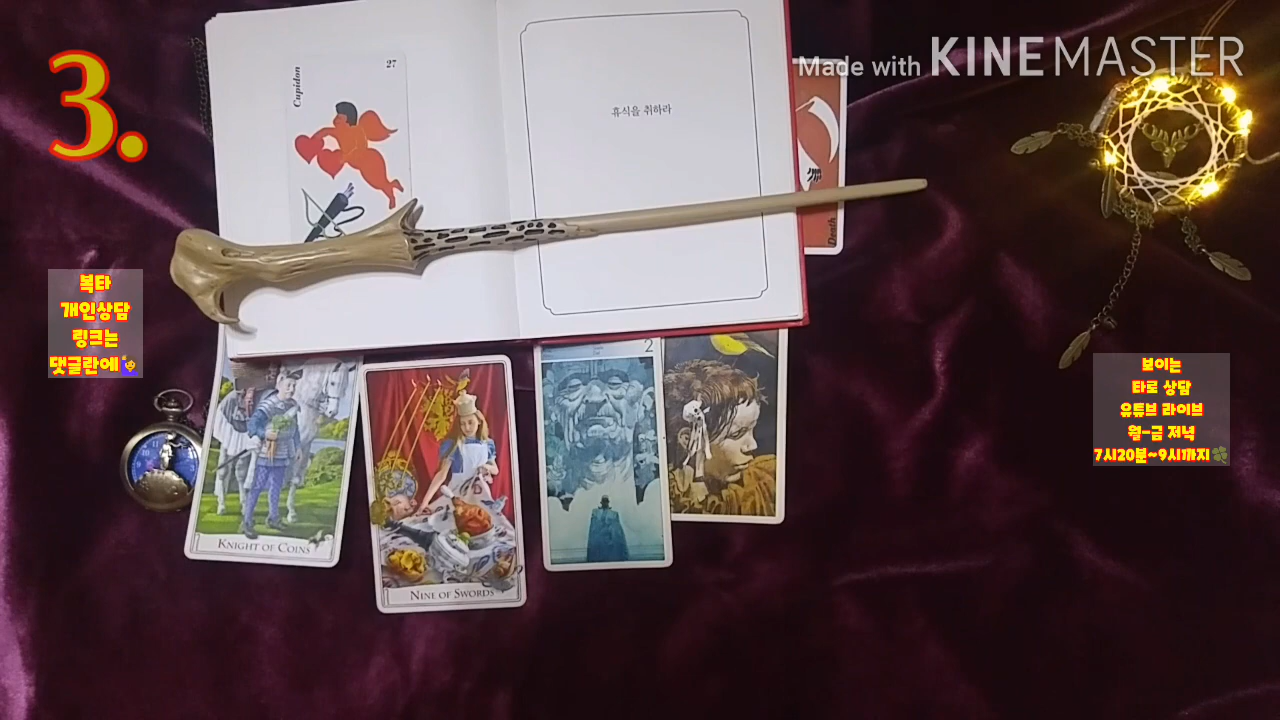 3.
Made with KINEMASTER
Cupidon
27
휴식을 취하라
Death
복타
개인상담
링크는
댓글란에
보이는
타로 상담
유튜브 라이브
월-금 저녁
7시20분~9시까지
2
KNIGHT OF COINS
NINE OF SWORDS